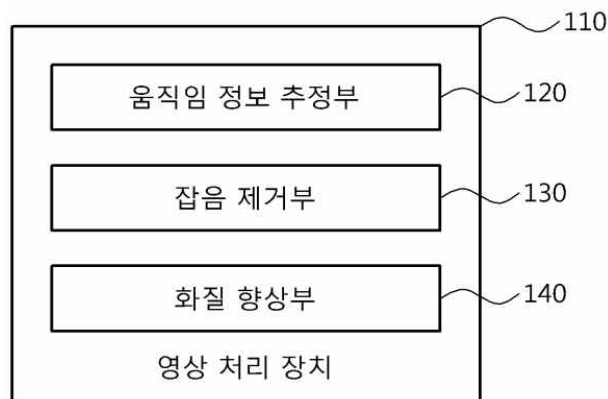 110
움직임 정보 추정부 120
잡음 제거부 130
화질 향상부 140
영상 처리 장치